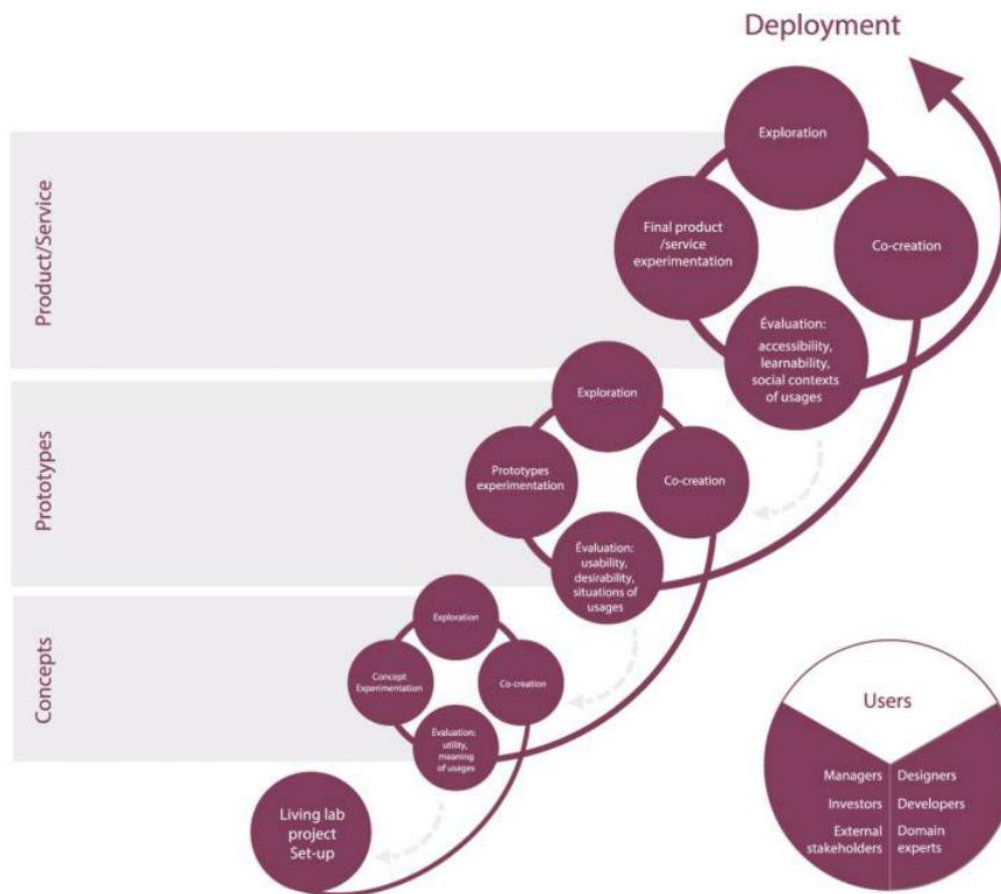 Deployment
Product/Service
Exploration
Final product
/service
experimentation
Co-creation
Évaluation:
accessibility,
learnability,
social contexts
of usages
Prototypes
Exploration
Prototypes
experimentation
Co-creation
Évaluation:
usability,
desirability,
situations of
usages
Concepts
Exploration
Concept
Experimentation
Co-creation
Évaluation:
utility,
meaning
of usages
Living lab
project
Set-up
Users
Managers
Investors
External
stakeholders
Designers
Developers
Domain
experts